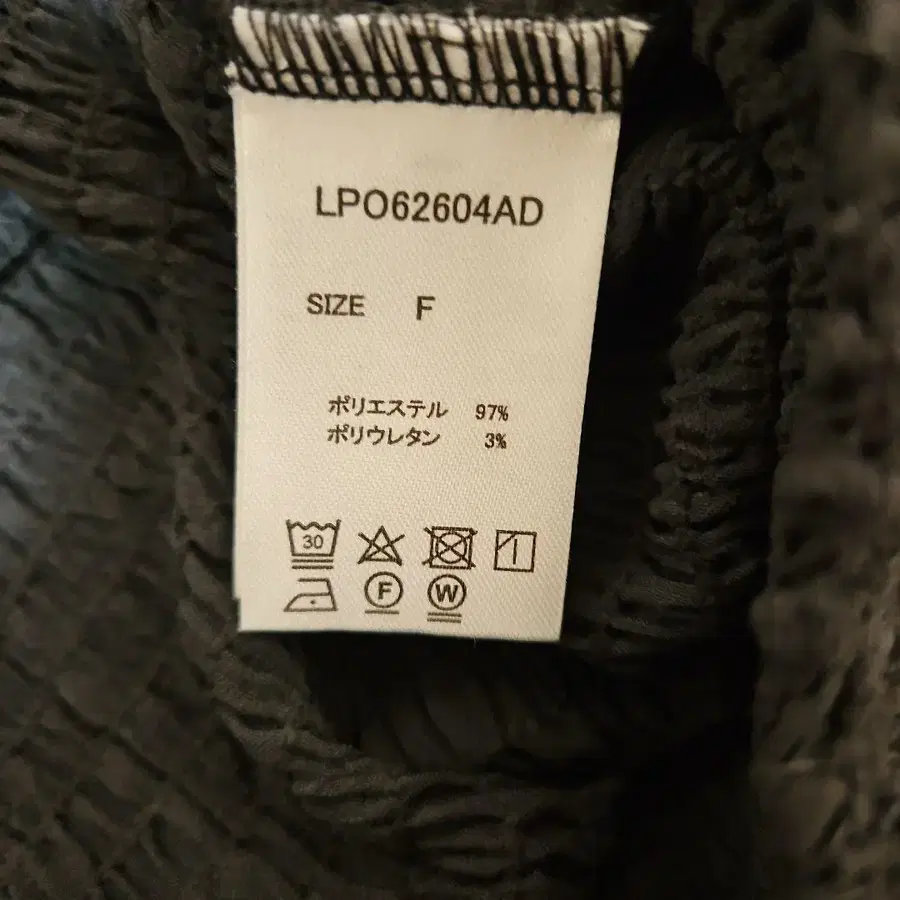 LPO62604AD
SIZE F
ポリエステル 97%
ポリウレタン 3%
30
F W